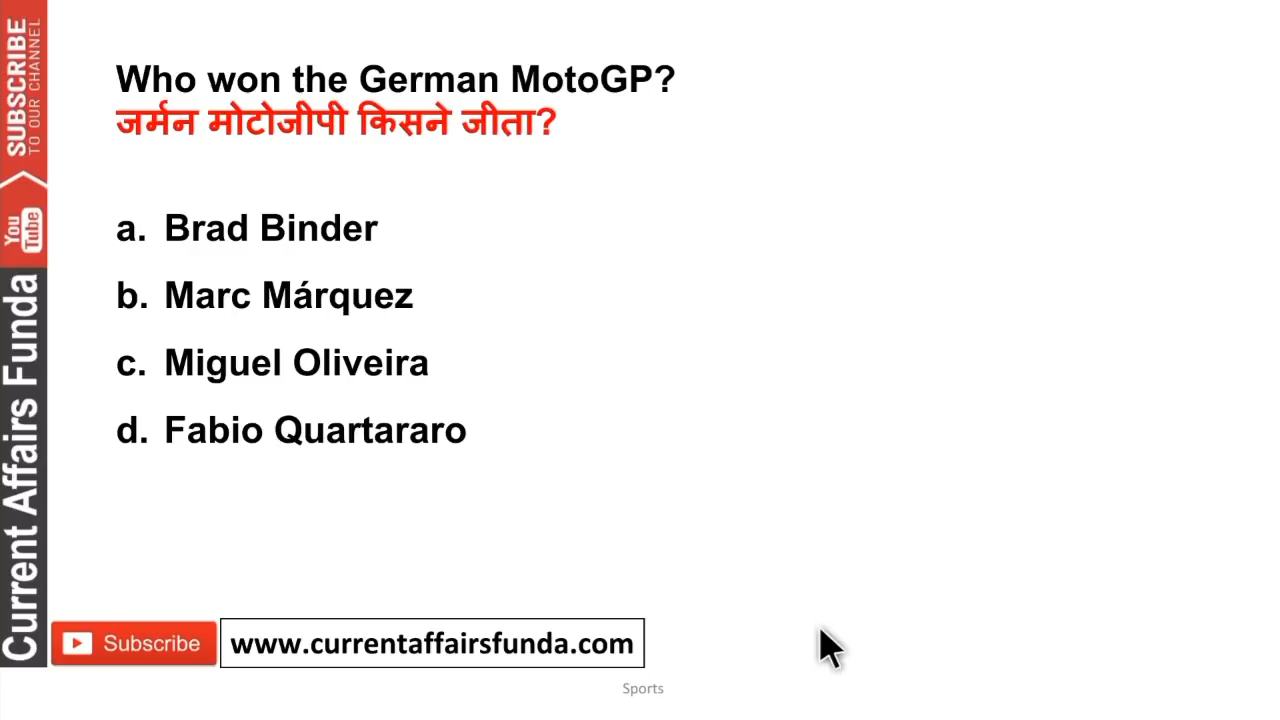 Who won the German MotoGP?
जर्मन मोटोजीपी किसने जीता?
a. Brad Binder
b. Marc Márquez
c. Miguel Oliveira
d. Fabio Quartararo
SUBSCRIBE
TO OUR CHANNEL
You
Tube
Current Affairs Funda
Subscribe
www.currentaffairsfunda.com
Sports